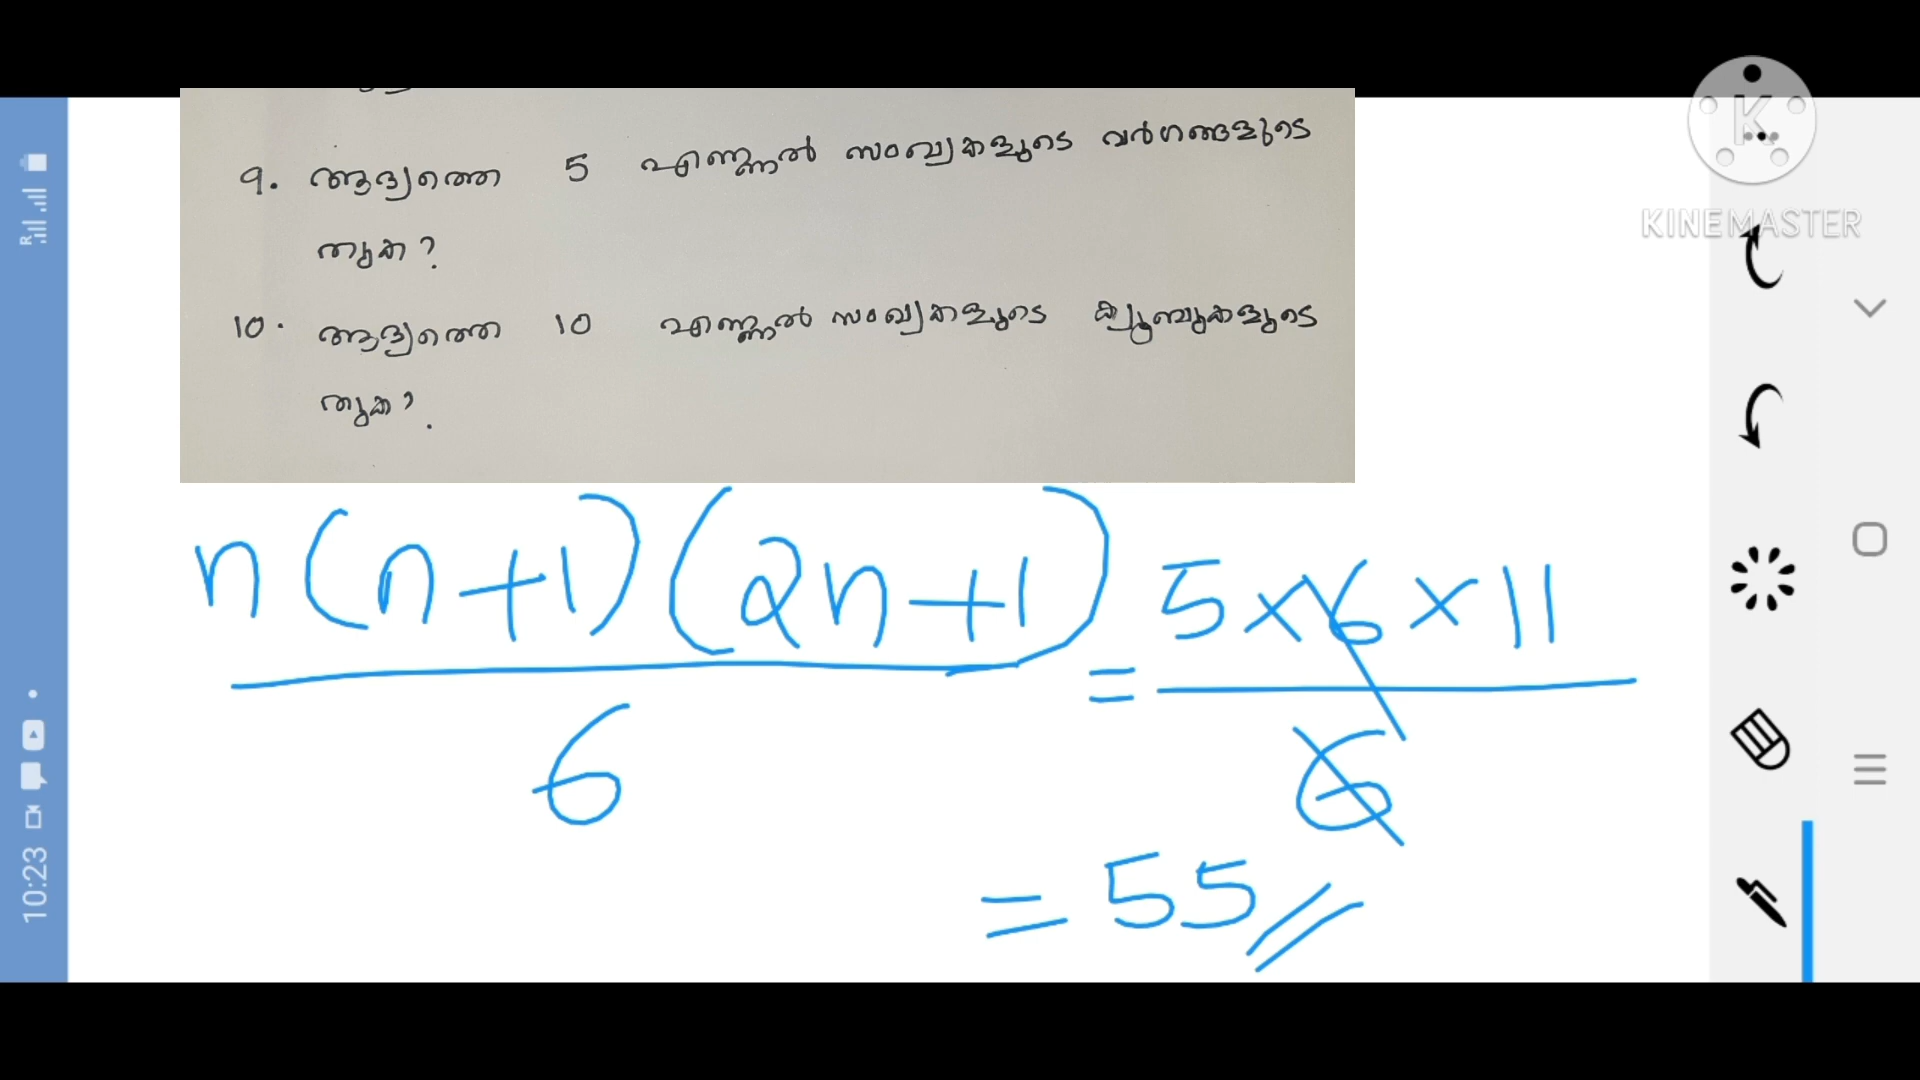 9. ആദ്യത്തെ 5 എണ്ണൽ സംഖ്യകളുടെ വർഗങ്ങളുടെ
തുക?
10. ആദ്യത്തെ 10 എണ്ണൽ സംഖ്യകളുടെ ക്യൂബുകളുടെ
തുക?
n(n+1)(2n+1) = 5×6×11
6 6
= 55
KINEMASTER
10:23